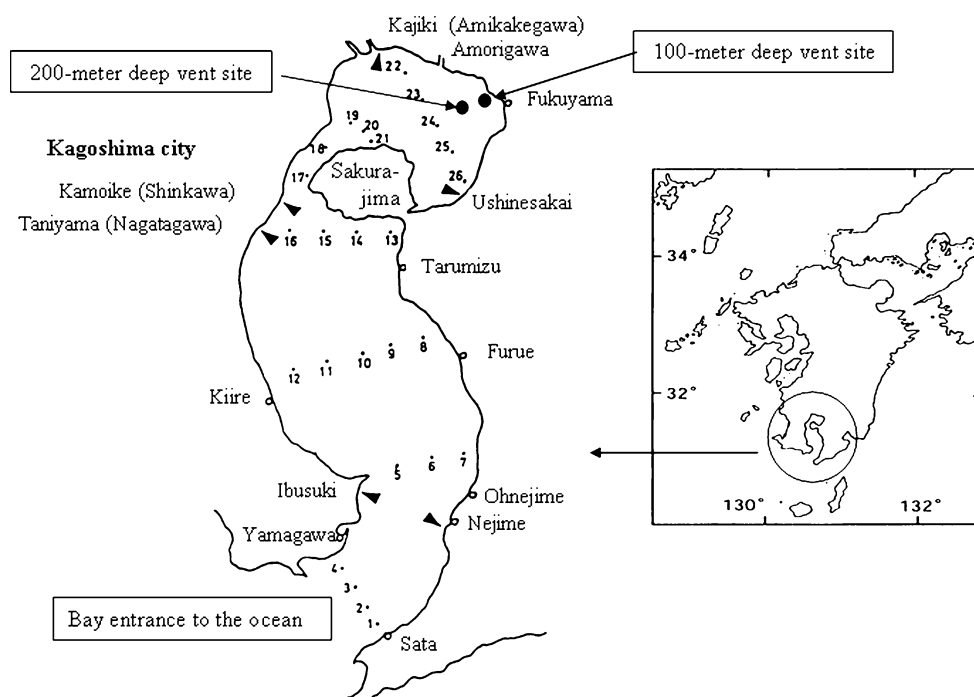 Kajiki (Amikakegawa)
Amorigawa
200-meter deep vent site
100-meter deep vent site
22
23
Fukuyama
19
20
24
21
Kagoshima city
18
25
17
Sakura-
jima
26
Kamoike (Shinkawa)
Ushinesakai
Taniyama (Nagatagawa)
16
15
14
13
Tarumizu
34°
12
11
10
9
8
Furue
32°
Kiire
5
6
7
Ibusuki
Ohnejime
130°
132°
Yamagawa
Nejime
4
3
2
1
Bay entrance to the ocean
Sata